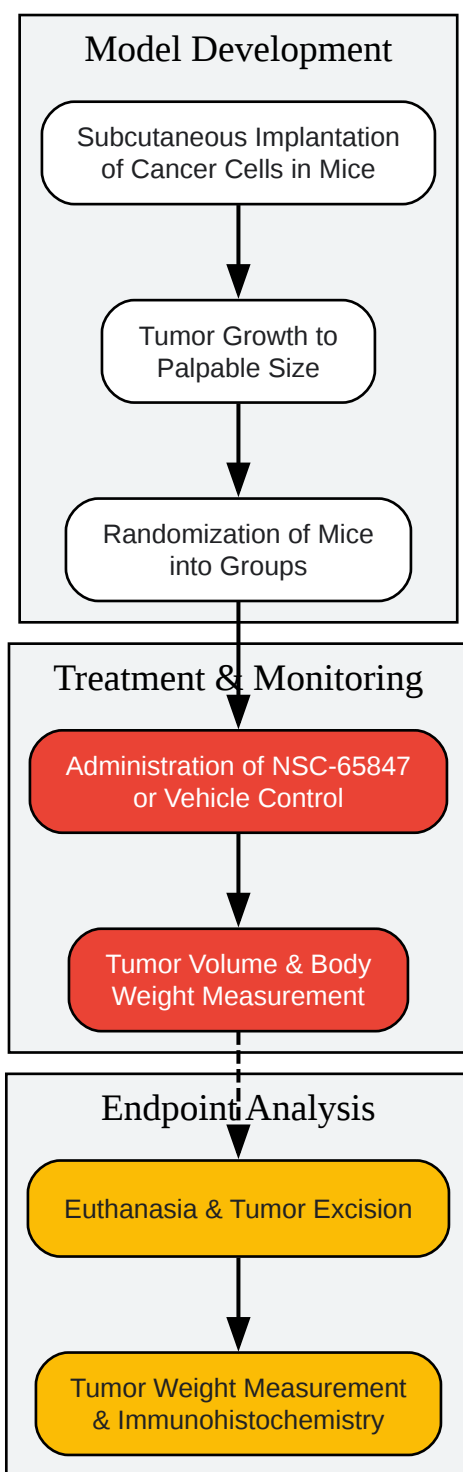 Model Development
Subcutaneous Implantation
of Cancer Cells in Mice
Tumor Growth to
Palpable Size
Randomization of Mice
into Groups
Treatment & Monitoring
Administration of NSC-65847
or Vehicle Control
Tumor Volume & Body
Weight Measurement
Endpoint Analysis
Euthanasia & Tumor Excision
Tumor Weight Measurement
& Immunohistochemistry